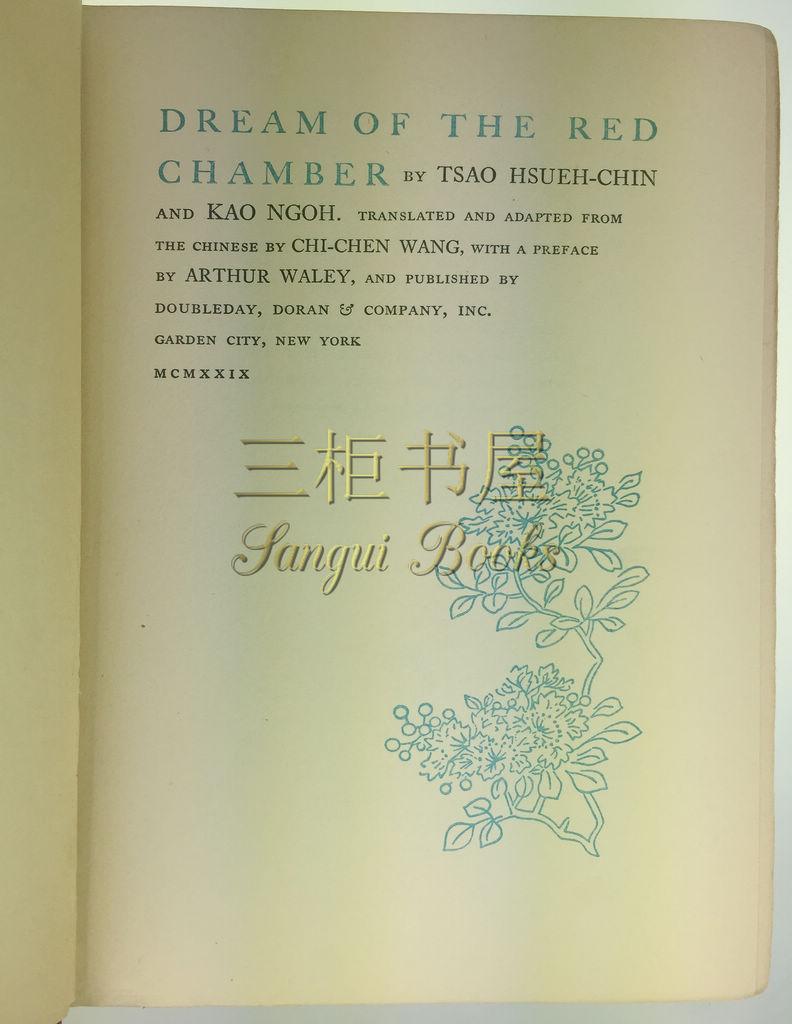 DREAM OF THE RED
CHAMBER BY TSAO HSUEH-CHIN
AND KAO NGOH. TRANSLATED AND ADAPTED FROM
THE CHINESE BY CHI-CHEN WANG, WITH A PREFACE
BY ARTHUR WALEY, AND PUBLISHED BY
DOUBLEDAY, DORAN & COMPANY, INC.
GARDEN CITY, NEW YORK
MCMXXIX
三柜书屋
Sangui Books